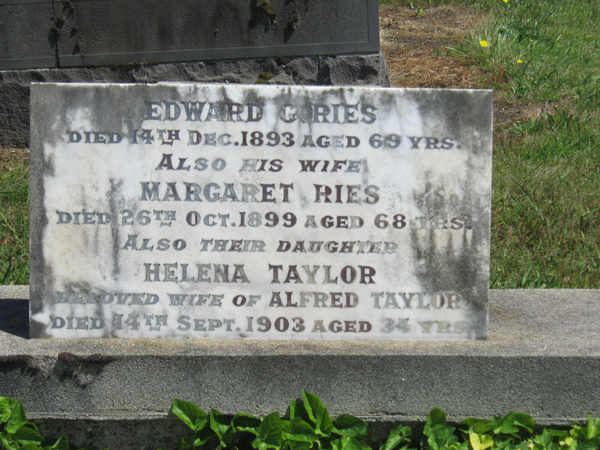 EDWARD G. RIES
DIED 14TH DEC. 1893 AGED 69 YRS.
ALSO HIS WIFE
MARGARET RIES
DIED 26TH OCT. 1899 AGED 68 YRS.
ALSO THEIR DAUGHTER
HELENA TAYLOR
BELOVED WIFE OF ALFRED TAYLOR
DIED 14TH SEPT. 1903 AGED 34 YRS